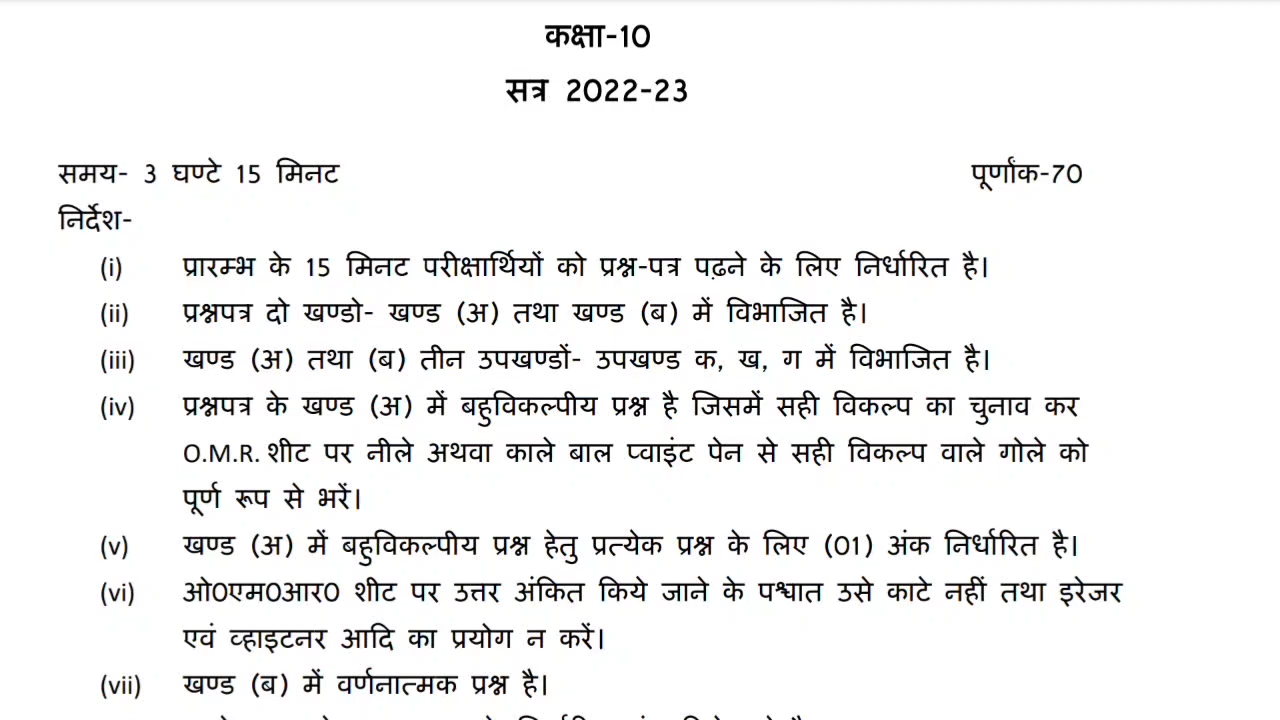 कक्षा-10
सत्र 2022-23
समय- 3 घण्टे 15 मिनट पूर्णांक-70
निर्देश-
(i) प्रारम्भ के 15 मिनट परीक्षार्थियों को प्रश्न-पत्र पढ़ने के लिए निर्धारित है।
(ii) प्रश्नपत्र दो खण्डो- खण्ड (अ) तथा खण्ड (ब) में विभाजित है।
(iii) खण्ड (अ) तथा (ब) तीन उपखण्डों- उपखण्ड क, ख, ग में विभाजित है।
(iv) प्रश्नपत्र के खण्ड (अ) में बहुविकल्पीय प्रश्न है जिसमें सही विकल्प का चुनाव कर
O.M.R. शीट पर नीले अथवा काले बाल प्वाइंट पेन से सही विकल्प वाले गोले को
पूर्ण रूप से भरें।
(v) खण्ड (अ) में बहुविकल्पीय प्रश्न हेतु प्रत्येक प्रश्न के लिए (01) अंक निर्धारित है।
(vi) ओ0एम0आर0 शीट पर उत्तर अंकित किये जाने के पश्चात उसे काटे नहीं तथा इरेजर
एवं व्हाइटनर आदि का प्रयोग न करें।
(vii) खण्ड (ब) में वर्णनात्मक प्रश्न है।